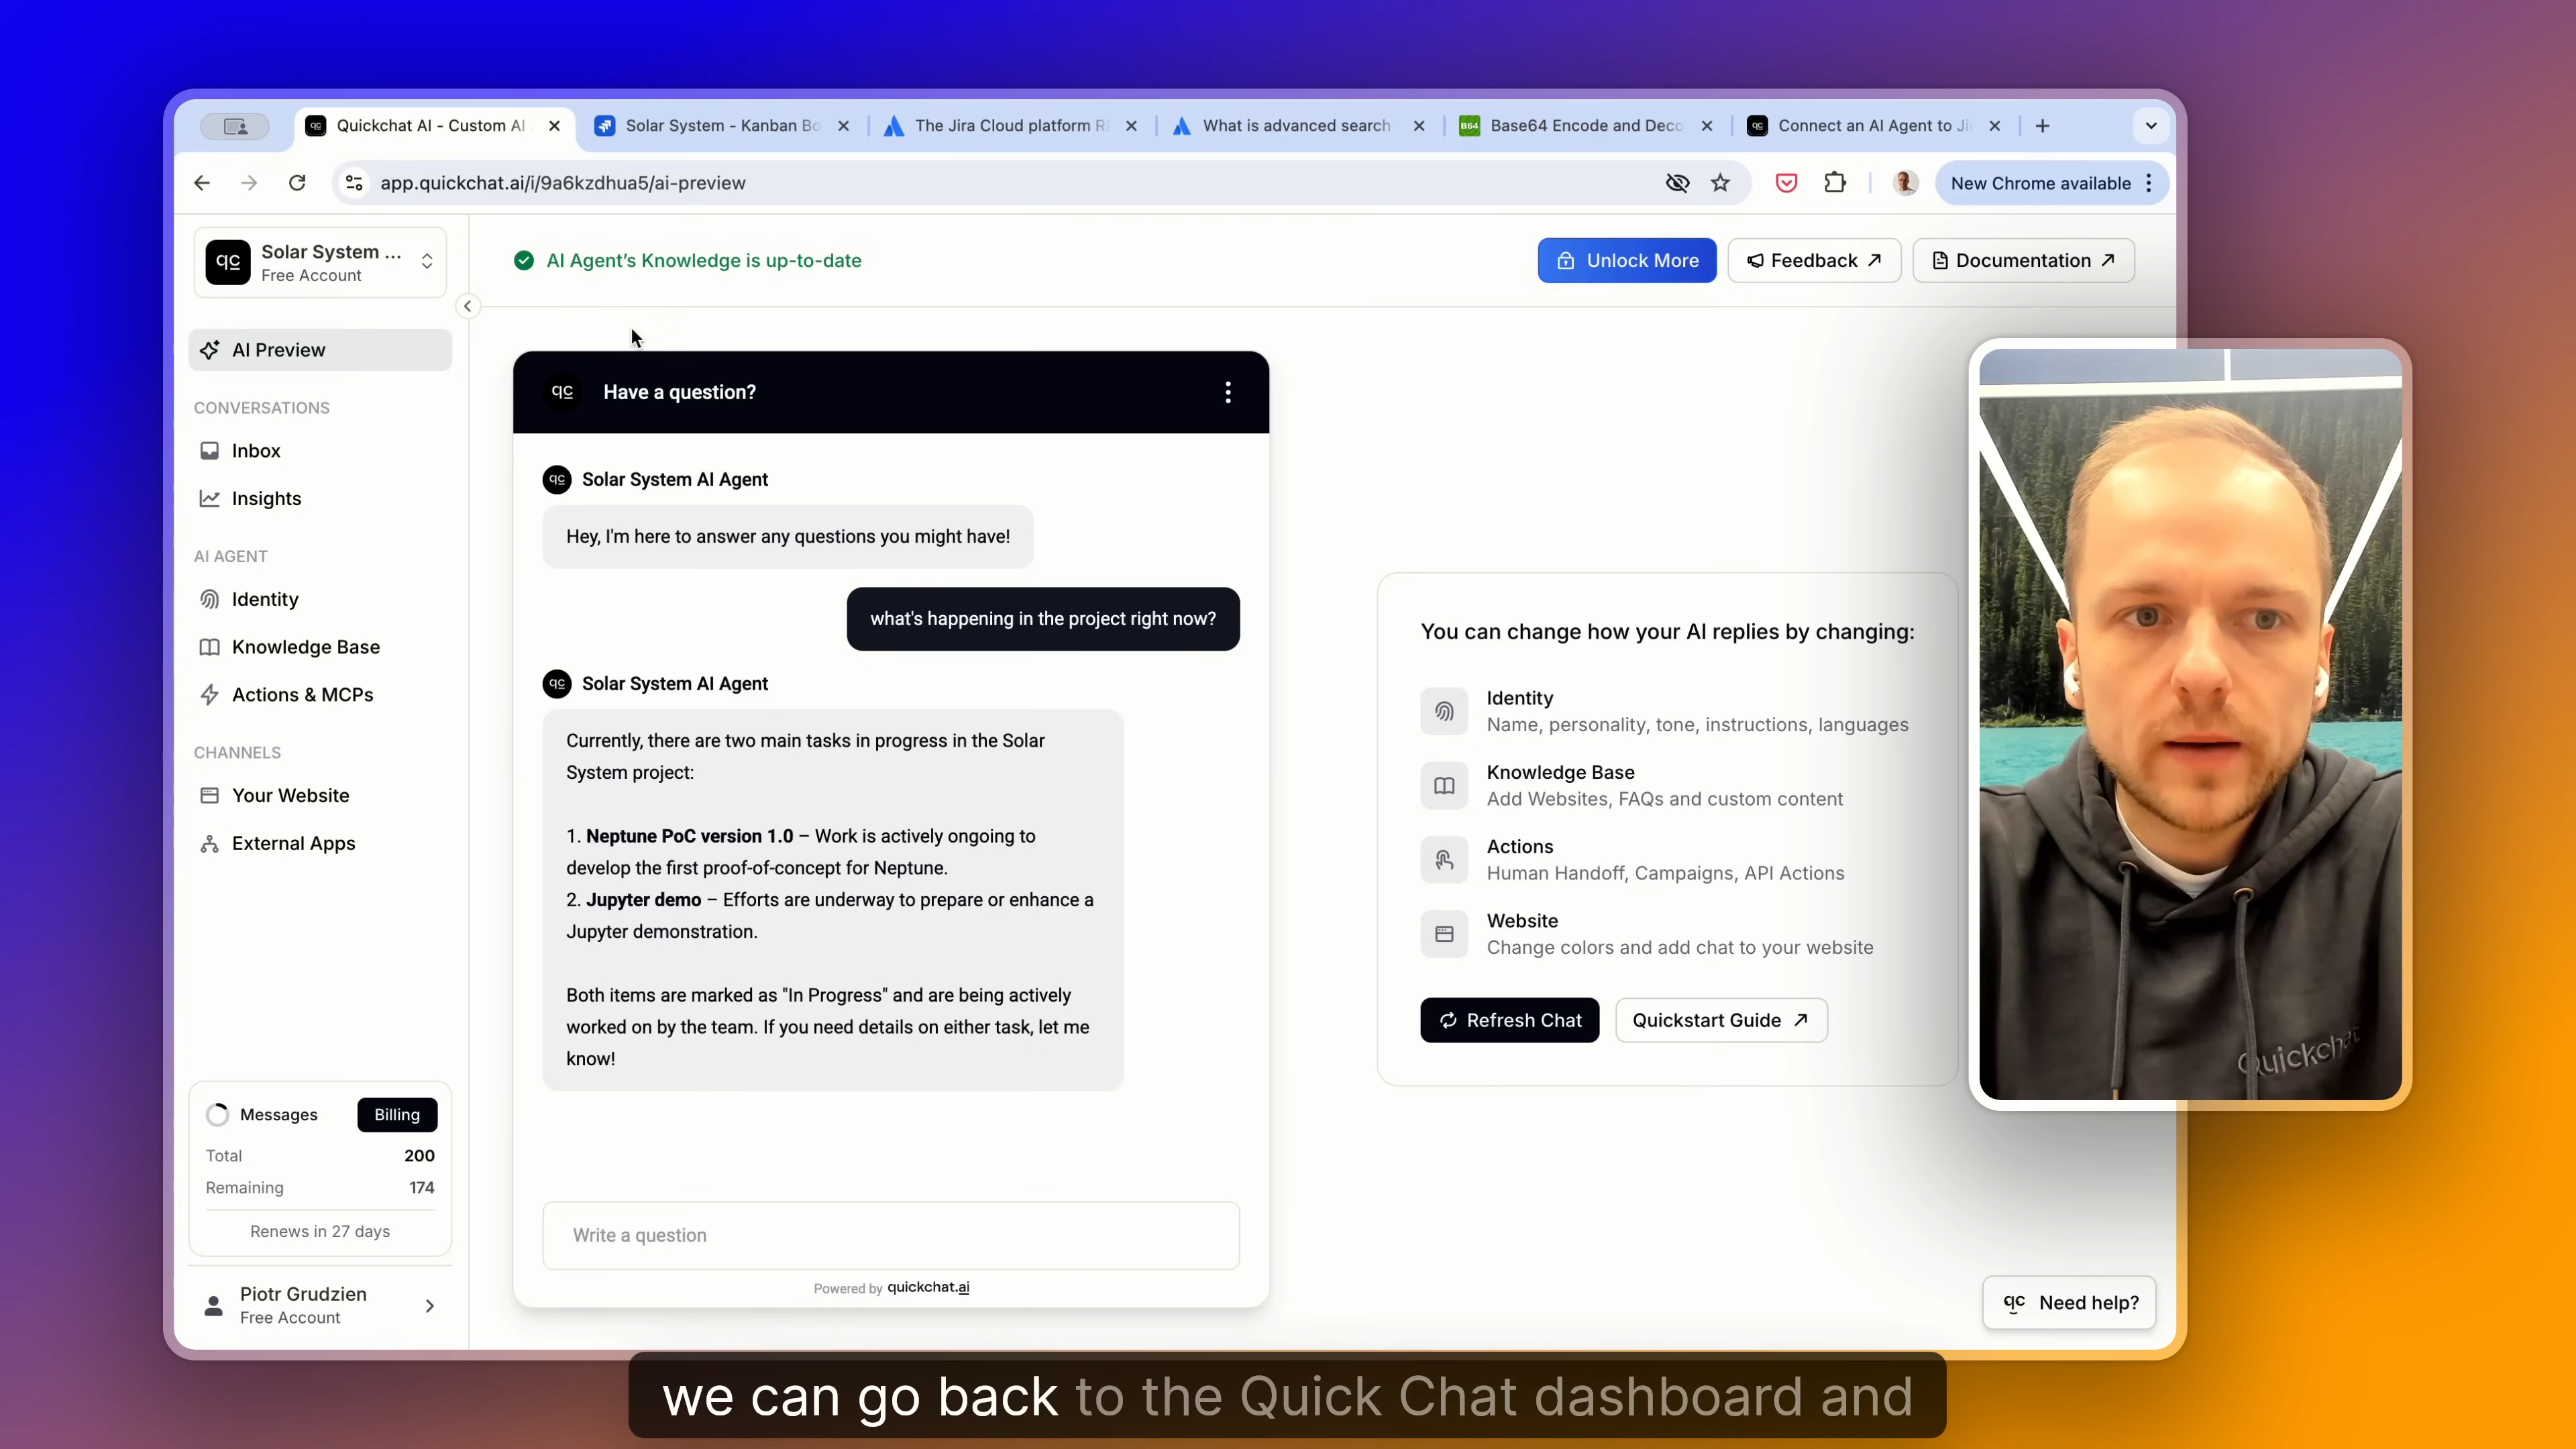 Quickchat AI - Custom AI
Solar System - Kanban Bo
The Jira Cloud platform R
What is advanced search
B64
Base64 Encode and Deco
Connect an AI Agent to Ji
app.quickchat.ai/i/9a6kzdhua5/ai-preview
New Chrome available
qc
Solar System ...
Free Account
AI Agent's Knowledge is up-to-date
Unlock More
Feedback
Documentation
AI Preview
CONVERSATIONS
Inbox
Insights
AI AGENT
Identity
Knowledge Base
Actions & MCPs
CHANNELS
Your Website
External Apps
Messages
Billing
Total
200
Remaining
174
Renews in 27 days
Piotr Grudzien
Free Account
qc
Have a question?
qc
Solar System AI Agent
Hey, I'm here to answer any questions you might have!
what's happening in the project right now?
qc
Solar System AI Agent
Currently, there are two main tasks in progress in the Solar
System project:
1. Neptune PoC version 1.0 – Work is actively ongoing to
develop the first proof-of-concept for Neptune.
2. Jupyter demo – Efforts are underway to prepare or enhance a
Jupyter demonstration.
Both items are marked as "In Progress" and are being actively
worked on by the team. If you need details on either task, let me
know!
Write a question
Powered by quickchat.ai
You can change how your AI replies by changing:
Identity
Name, personality, tone, instructions, languages
Knowledge Base
Add Websites, FAQs and custom content
Actions
Human Handoff, Campaigns, API Actions
Website
Change colors and add chat to your website
Refresh Chat
Quickstart Guide
Quickchat
qc
Need help?
we can go back to the Quick Chat dashboard and